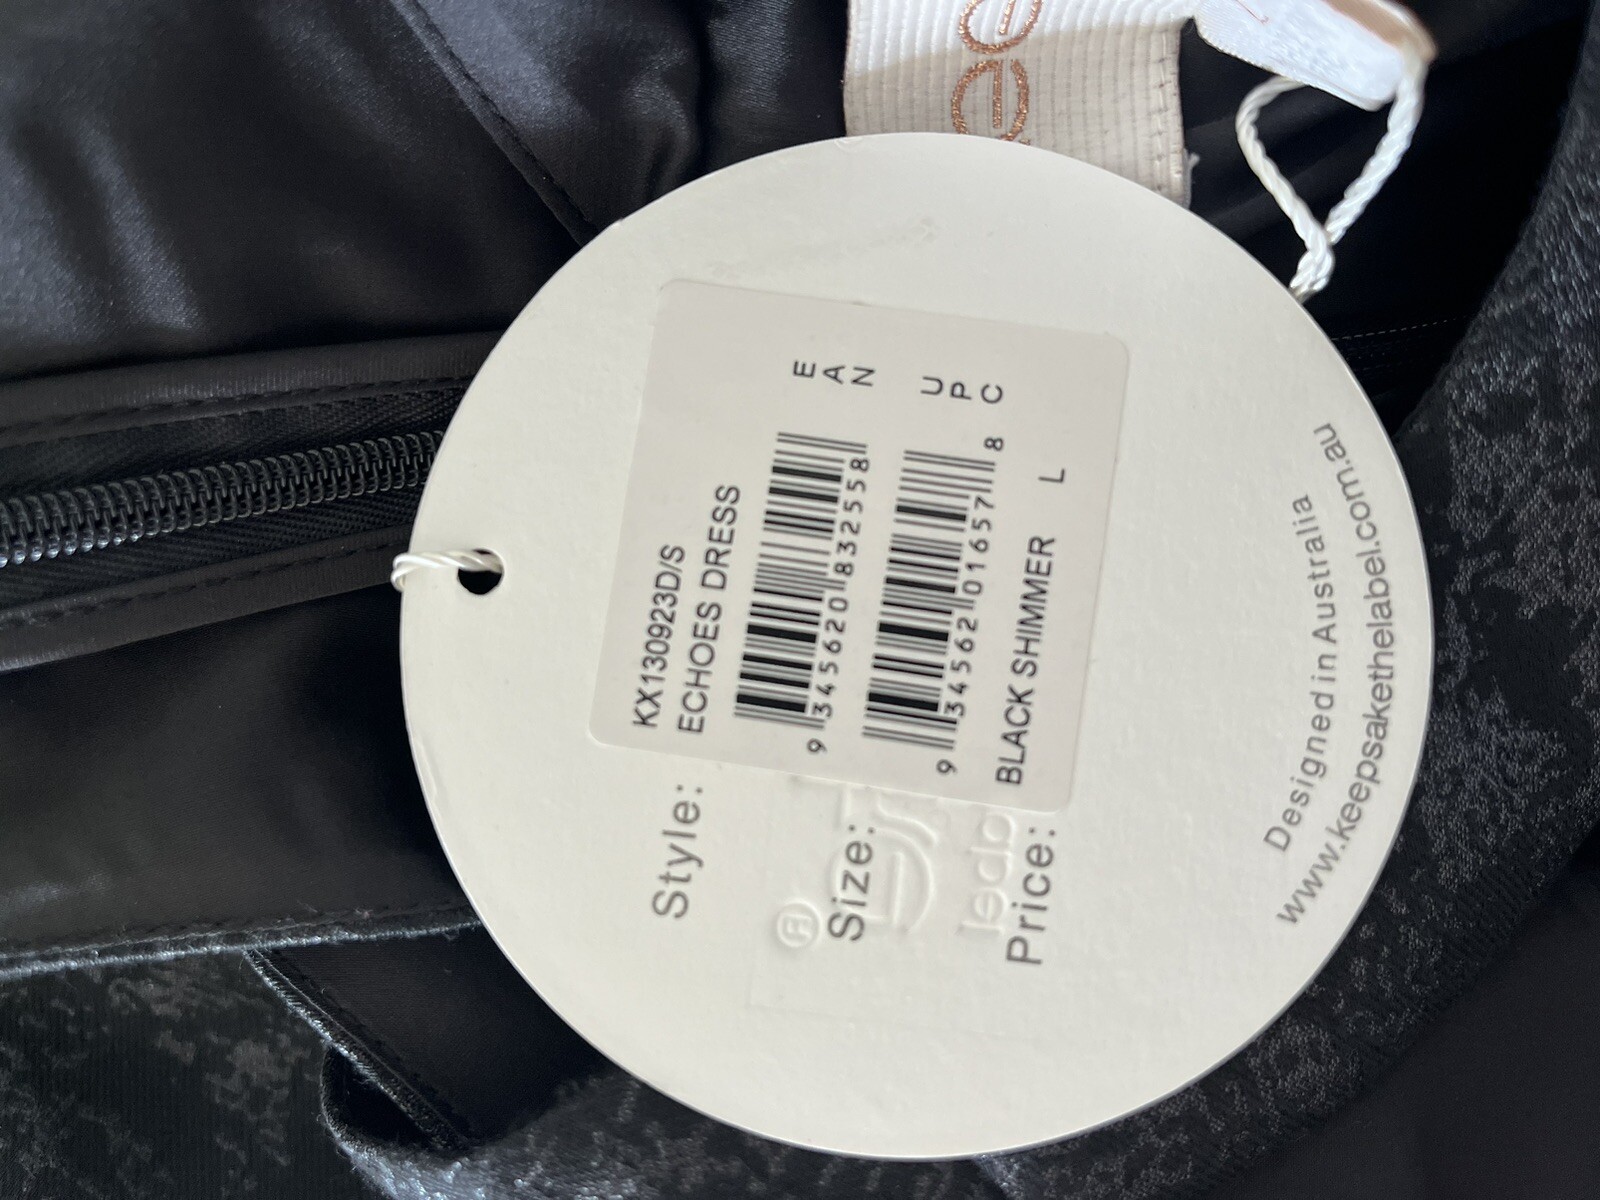 ee
Style:
KX130923D/S
ECHOES DRESS
EAN
9 345620 832558
UPC
9 34562 01657 8
Size:
BLACK SHIMMER L
Price:
Designed in Australia
www.keepsakethelabel.com.au
®